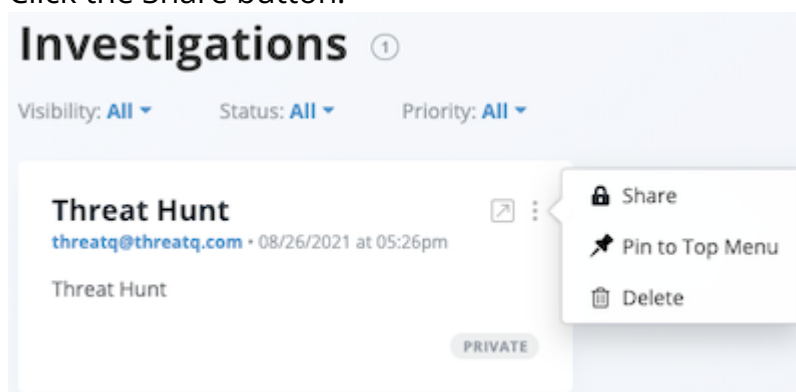 Click the Share button.
Investigations 1
Visibility: All Status: All Priority: All
Threat Hunt
threatq@threatq.com • 08/26/2021 at 05:26pm
Threat Hunt
PRIVATE
Share
Pin to Top Menu
Delete